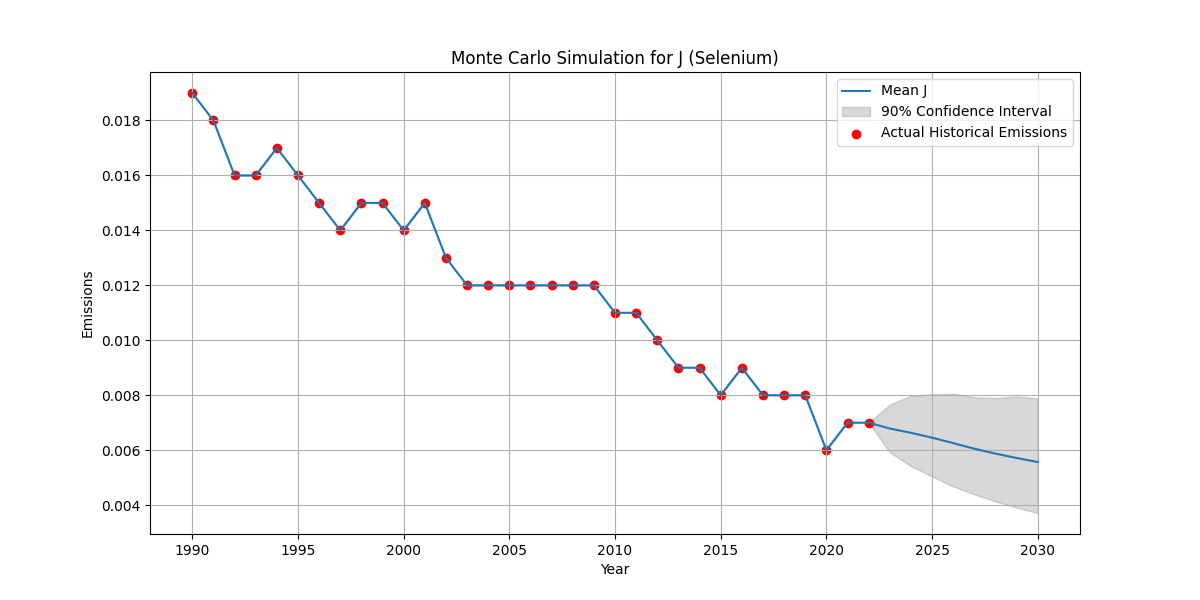 Monte Carlo Simulation for J (Selenium)
Mean J
90% Confidence Interval
Actual Historical Emissions
0.018
0.016
0.014
0.012
0.010
0.008
0.006
0.004
Emissions
1990 1995 2000 2005 2010 2015 2020 2025 2030
Year